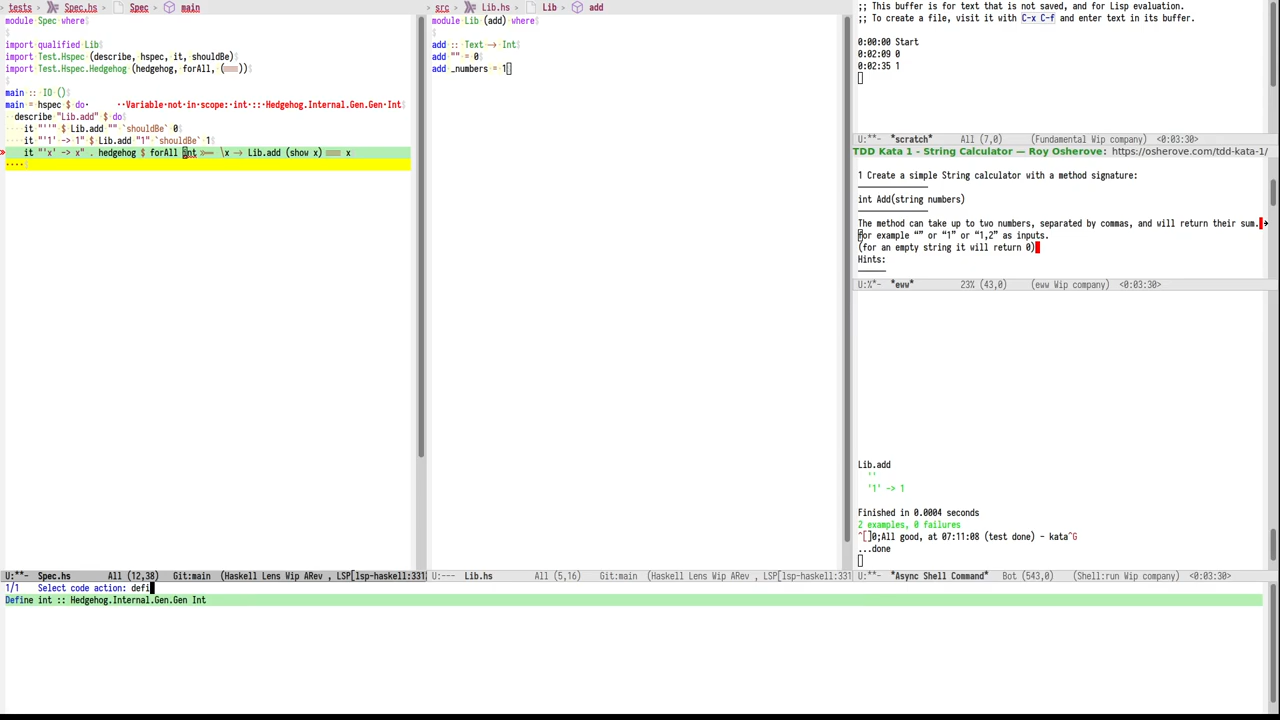 tests › Spec.hs › Spec › main
module Spec where
import qualified Lib
import Test.Hspec (describe, hspec, it, shouldBe)
import Test.Hspec.Hedgehog (hedgehog, forAll, (===))
main :: IO ()
main = hspec $ do· ··Variable·not·in·scope:·int·::·Hedgehog.Internal.Gen.Gen·Int
describe "Lib.add" $ do
it "''" $ Lib.add "" `shouldBe` 0
it "'1' -> 1" $ Lib.add "1" `shouldBe` 1
it "'x' -> x" . hedgehog $ forAll int >>= \x → Lib.add (show x) === x
····
U:**- Spec.hs All (12,38) Git:main (Haskell Lens Wip ARev , LSP[lsp-haskell:331
› src › Lib.hs › Lib › add
module Lib (add) where
add :: Text → Int
add "" = 0
add _numbers = 1
U:--- Lib.hs All (5,16) Git:main (Haskell Lens Wip ARev , LSP[lsp-haskell:331
;; This buffer is for text that is not saved, and for Lisp evaluation.
;; To create a file, visit it with C-x C-f and enter text in its buffer.
0:00:00 Start
0:02:09 0
0:02:35 1
U:**- *scratch* All (7,0) (Fundamental Wip company) <0:03:30>
TDD Kata 1 - String Calculator — Roy Osherove: https://osherove.com/tdd-kata-1/
1 Create a simple String calculator with a method signature:
int Add(string numbers)
The method can take up to two numbers, separated by commas, and will return their sum.
for example “” or “1” or “1,2” as inputs.
(for an empty string it will return 0)
Hints:
U:%*- *eww* 23% (43,0) (eww Wip company) <0:03:30>
Lib.add
''
'1' -> 1
Finished in 0.0004 seconds
2 examples, 0 failures
^[]0;All good, at 07:11:08 (test done) - kata^G
...done
U:**- *Async Shell Command* Bot (543,0) (Shell:run Wip company) <0:03:30>
1/1 Select code action: defi
Define int :: Hedgehog.Internal.Gen.Gen Int